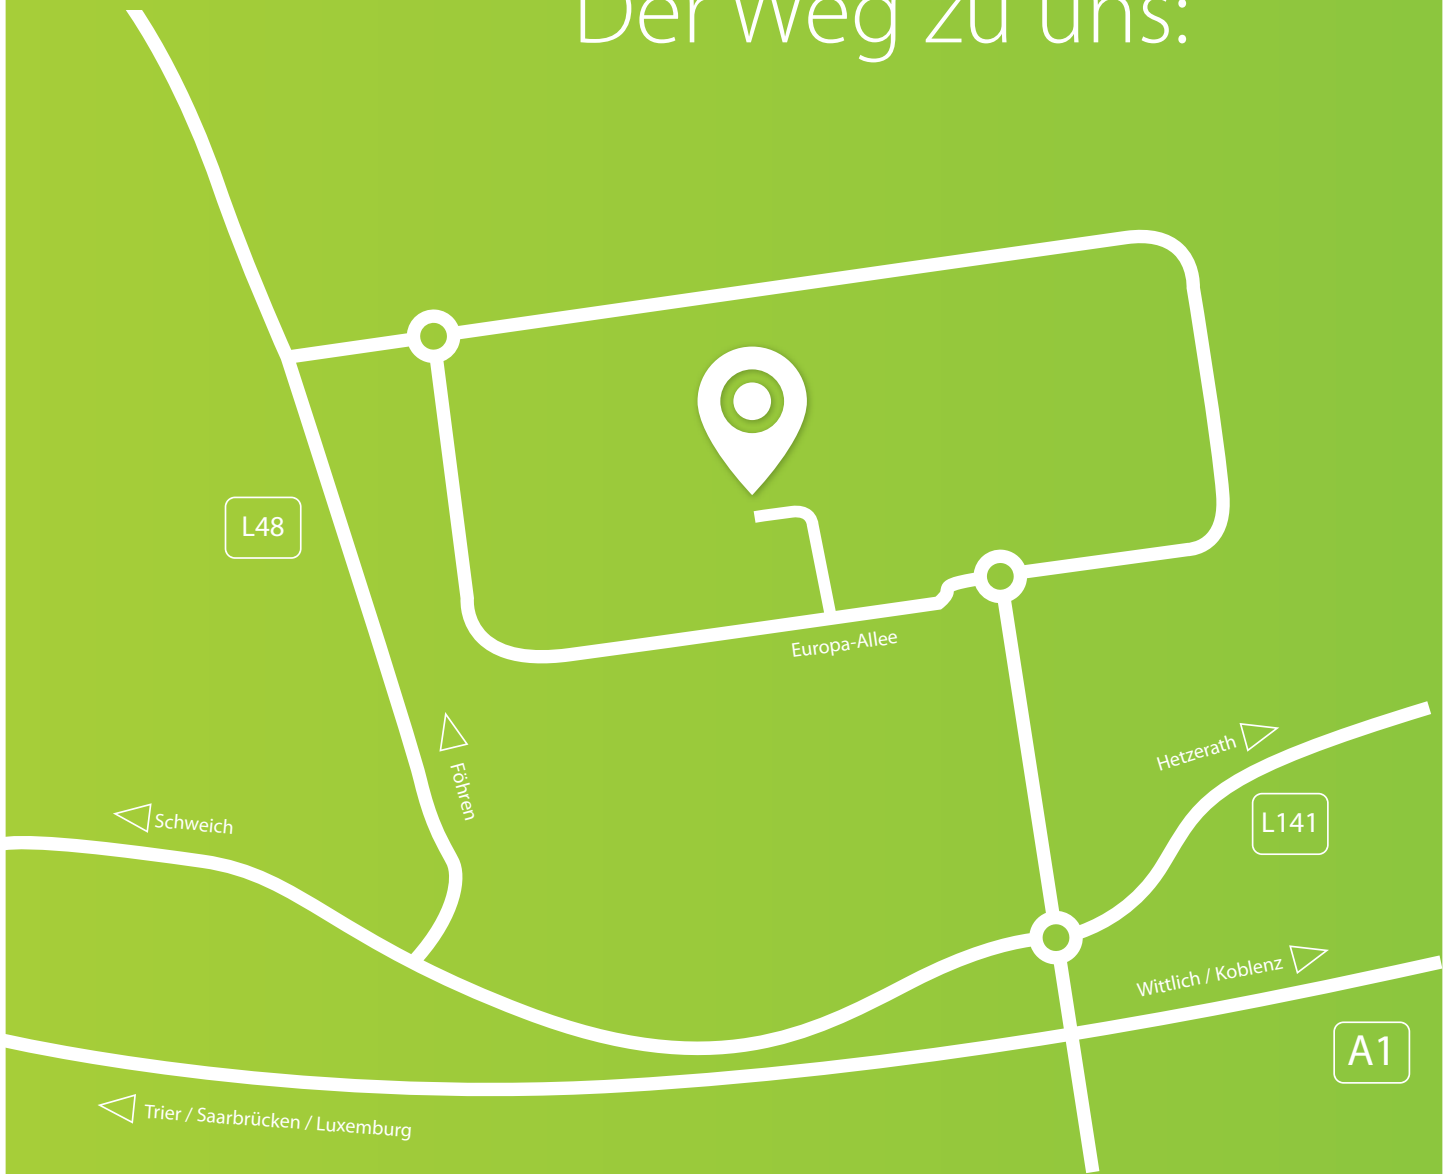 Der Weg zu uns:
L48
Europa-Allee
Föhren
Hetzerath
Schweich
L141
Wittlich / Koblenz
A1
Trier / Saarbrücken / Luxemburg